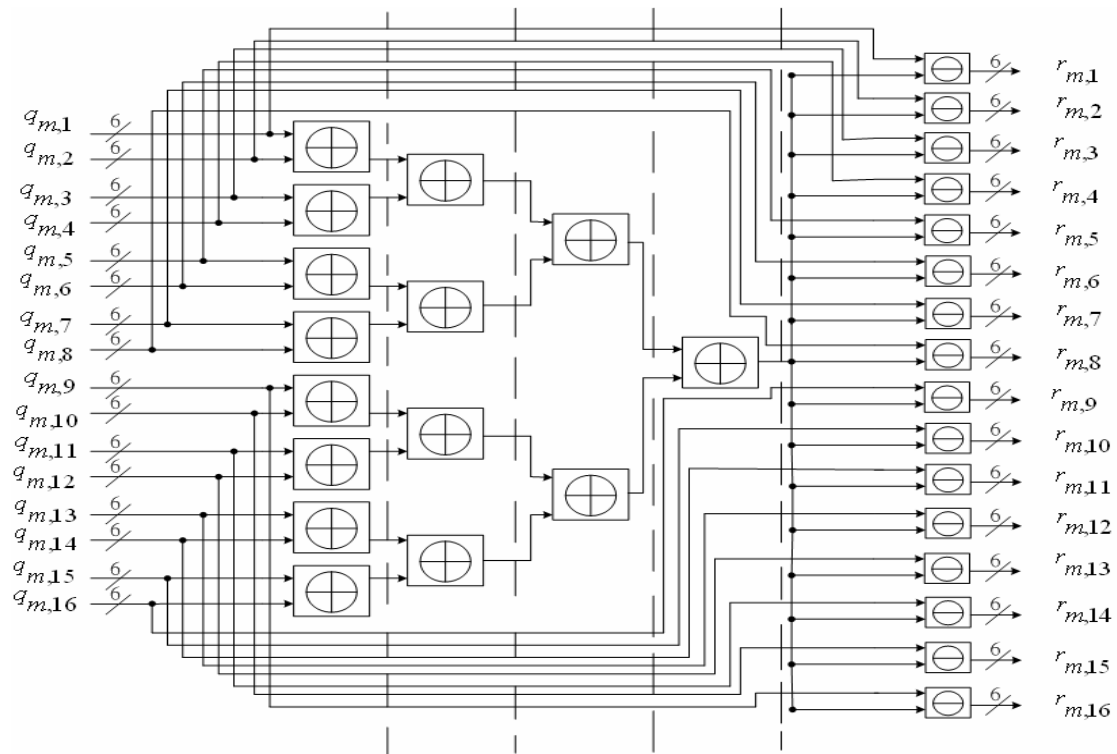 q_{m,1} 6
q_{m,2} 6
q_{m,3} 6
q_{m,4} 6
q_{m,5} 6
q_{m,6} 6
q_{m,7} 6
q_{m,8} 6
q_{m,9} 6
q_{m,10} 6
q_{m,11} 6
q_{m,12} 6
q_{m,13} 6
q_{m,14} 6
q_{m,15} 6
q_{m,16} 6
6 r_{m,1}
6 r_{m,2}
6 r_{m,3}
6 r_{m,4}
6 r_{m,5}
6 r_{m,6}
6 r_{m,7}
6 r_{m,8}
6 r_{m,9}
6 r_{m,10}
6 r_{m,11}
6 r_{m,12}
6 r_{m,13}
6 r_{m,14}
6 r_{m,15}
6 r_{m,16}